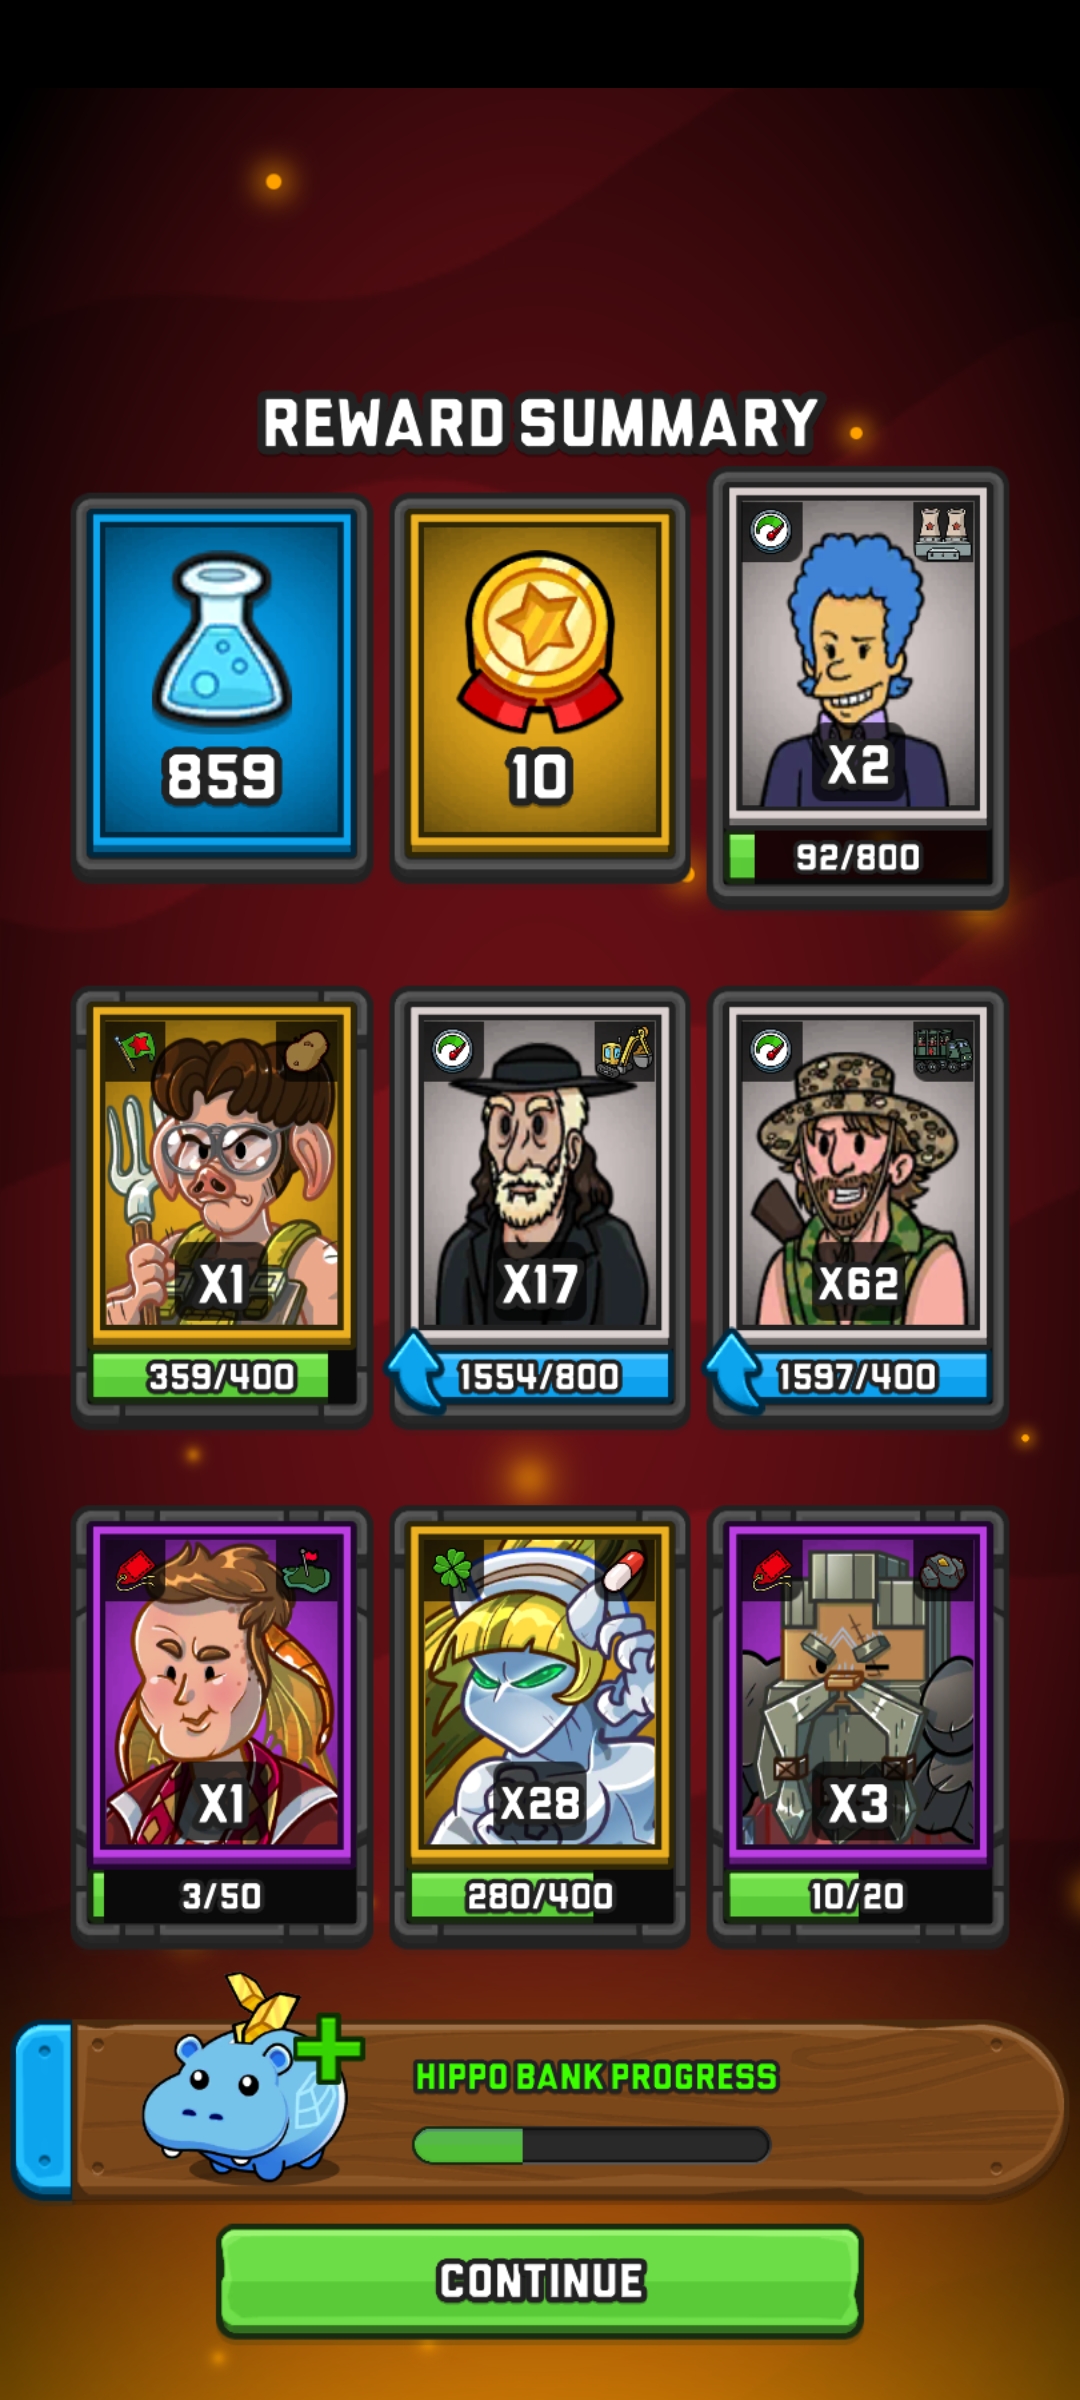 REWARD SUMMARY
859
10
X2
92/800
X1
359/400
X17
1554/800
X62
1597/400
X1
3/50
X28
280/400
X3
10/20
HIPPO BANK PROGRESS
CONTINUE